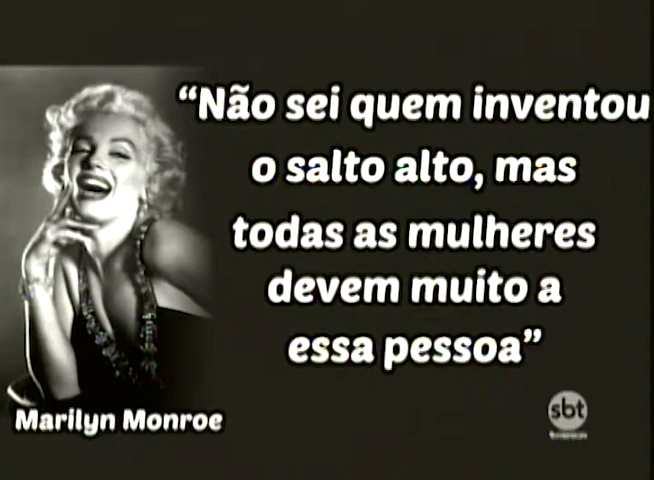 “Não sei quem inventou
o salto alto, mas
todas as mulheres
devem muito a
essa pessoa”
Marilyn Monroe
sbt